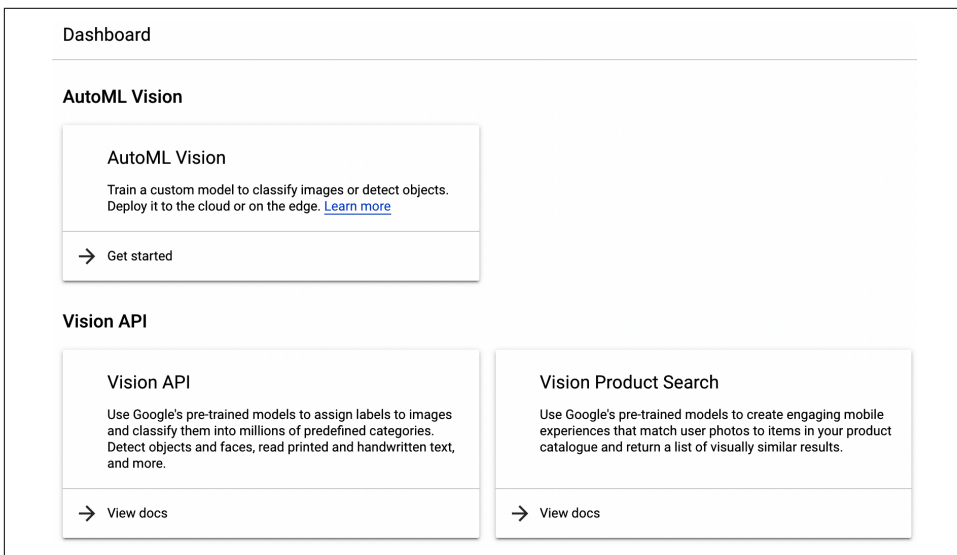 Dashboard
AutoML Vision
AutoML Vision
Train a custom model to classify images or detect objects.
Deploy it to the cloud or on the edge. Learn more
Get started
Vision API
Vision API
Use Google's pre-trained models to assign labels to images
and classify them into millions of predefined categories.
Detect objects and faces, read printed and handwritten text,
and more.
View docs
Vision Product Search
Use Google's pre-trained models to create engaging mobile
experiences that match user photos to items in your product
catalogue and return a list of visually similar results.
View docs